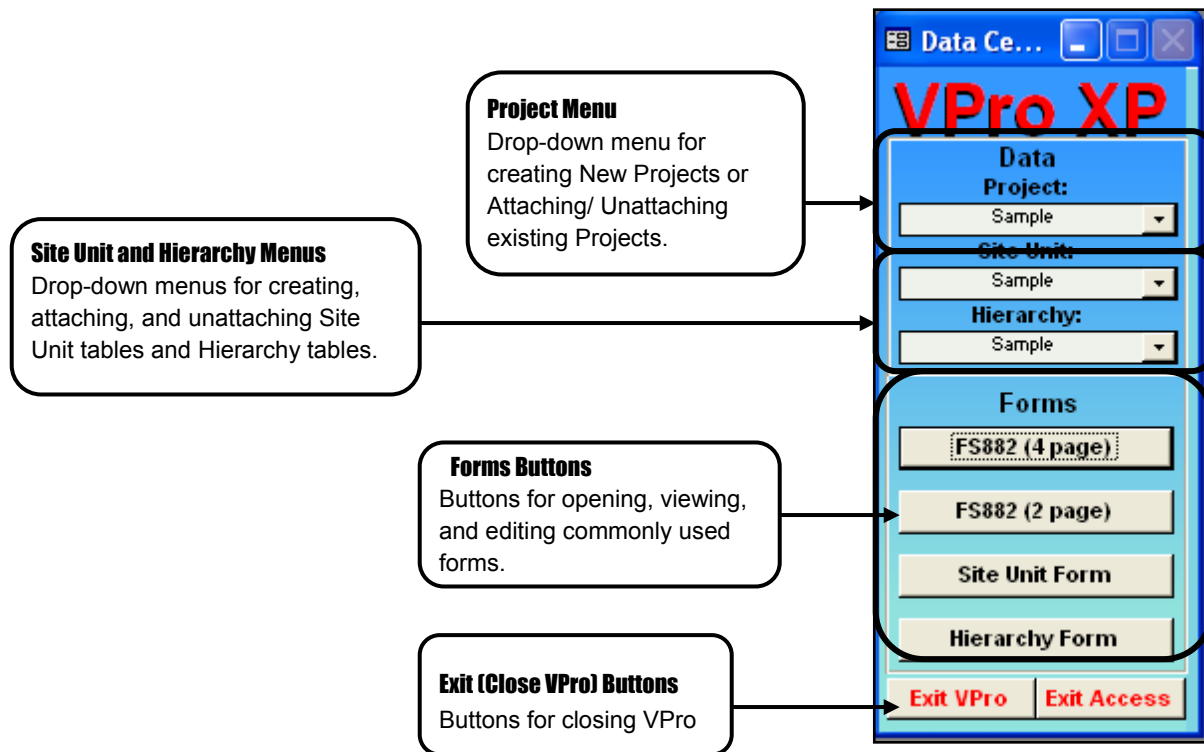 Project Menu
Drop-down menu for
creating New Projects or
Attaching/ Unattaching
existing Projects.
Site Unit and Hierarchy Menus
Drop-down menus for creating,
attaching, and unattaching Site
Unit tables and Hierarchy tables.
Forms Buttons
Buttons for opening, viewing,
and editing commonly used
forms.
Exit (Close VPro) Buttons
Buttons for closing VPro
Data Ce...
VPro XP
Data
Project:
Sample
Site Unit:
Sample
Hierarchy:
Sample
Forms
FS882 (4 page)
FS882 (2 page)
Site Unit Form
Hierarchy Form
Exit VPro
Exit Access